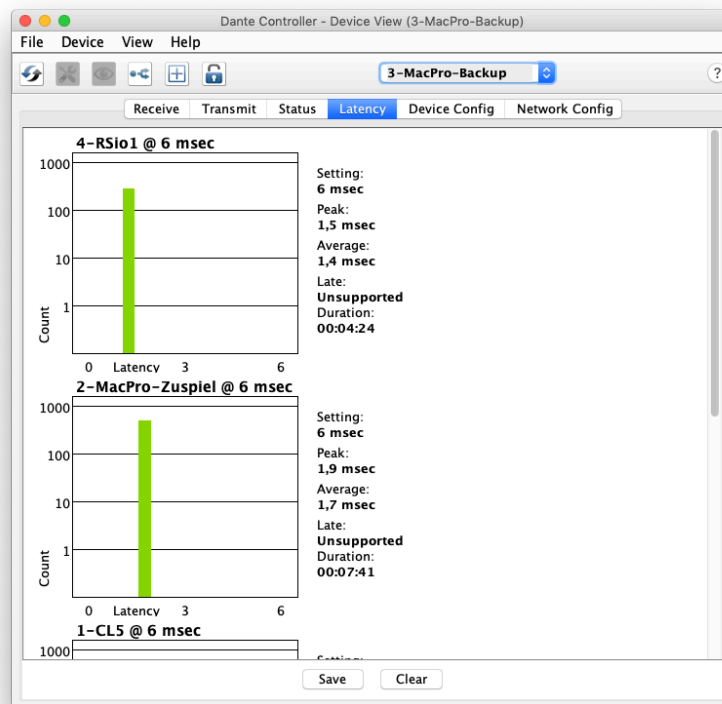 Dante Controller - Device View (3-MacPro-Backup)
File Device View Help
3-MacPro-Backup
?
Receive Transmit Status Latency Device Config Network Config
4-RSio1 @ 6 msec
1000
100
10
1
Count
0 Latency 3 6
Setting:
6 msec
Peak:
1,5 msec
Average:
1,4 msec
Late:
Unsupported
Duration:
00:04:24
2-MacPro-Zuspiel @ 6 msec
1000
100
10
1
Count
0 Latency 3 6
Setting:
6 msec
Peak:
1,9 msec
Average:
1,7 msec
Late:
Unsupported
Duration:
00:07:41
1-CL5 @ 6 msec
1000
Save Clear